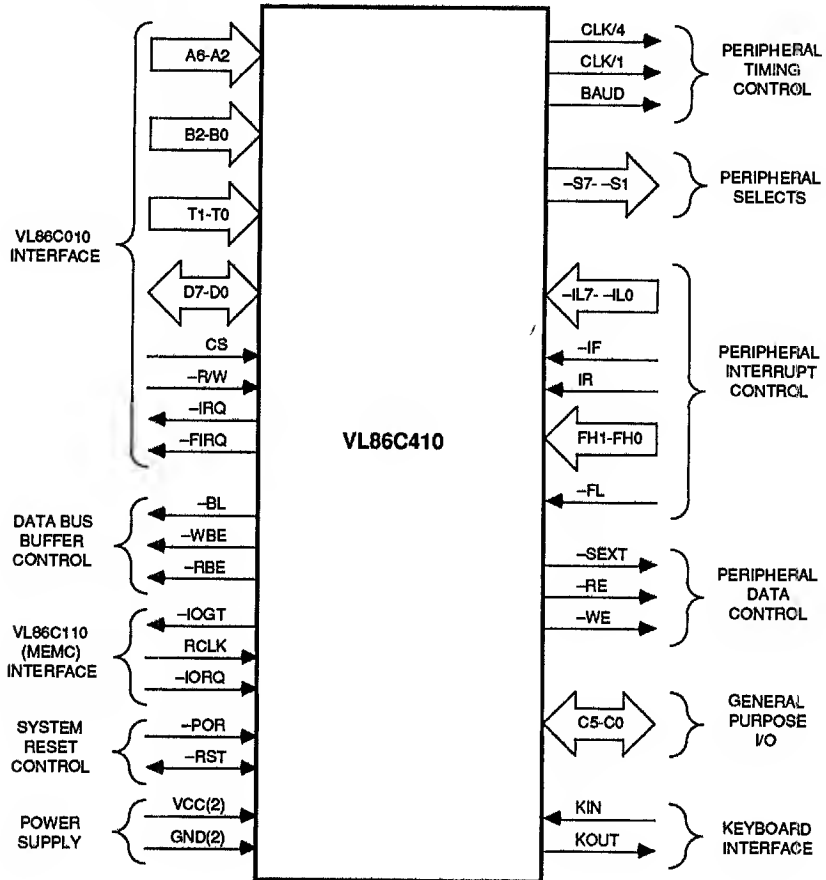 VL86C010
INTERFACE
A6-A2
B2-B0
T1-T0
D7-D0
CS
–R/W
–IRQ
–FIRQ
DATA BUS
BUFFER
CONTROL
–BL
–WBE
–RBE
VL86C110
(MEMC)
INTERFACE
–IOGT
RCLK
–IORQ
SYSTEM
RESET
CONTROL
–POR
–RST
POWER
SUPPLY
VCC(2)
GND(2)
VL86C410
CLK/4
CLK/1
BAUD
PERIPHERAL
TIMING
CONTROL
–S7- –S1
PERIPHERAL
SELECTS
–IL7- –IL0
–IF
IR
FH1-FH0
–FL
PERIPHERAL
INTERRUPT
CONTROL
–SEXT
–RE
–WE
PERIPHERAL
DATA
CONTROL
C5-C0
GENERAL
PURPOSE
I/O
KIN
KOUT
KEYBOARD
INTERFACE